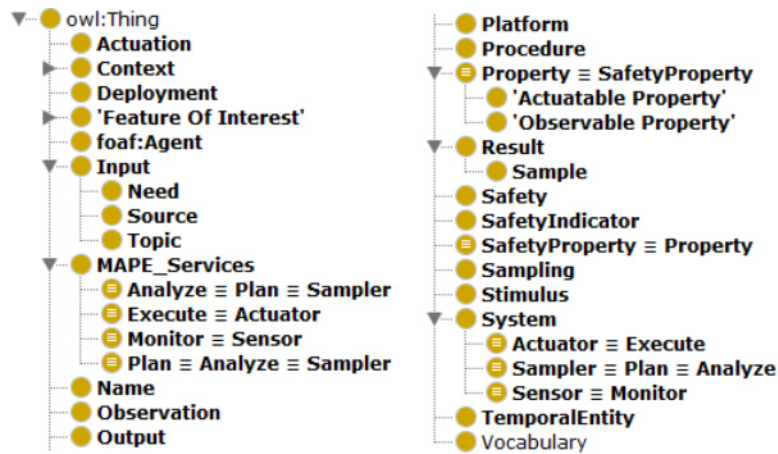 owl:Thing
Actuation
Context
Deployment
'Feature Of Interest'
foaf:Agent
Input
Need
Source
Topic
MAPE_Services
Analyze ≡ Plan ≡ Sampler
Execute ≡ Actuator
Monitor ≡ Sensor
Plan ≡ Analyze ≡ Sampler
Name
Observation
Output
Platform
Procedure
Property ≡ SafetyProperty
'Actuatable Property'
'Observable Property'
Result
Sample
Safety
SafetyIndicator
SafetyProperty ≡ Property
Sampling
Stimulus
System
Actuator ≡ Execute
Sampler ≡ Plan ≡ Analyze
Sensor ≡ Monitor
TemporalEntity
Vocabulary